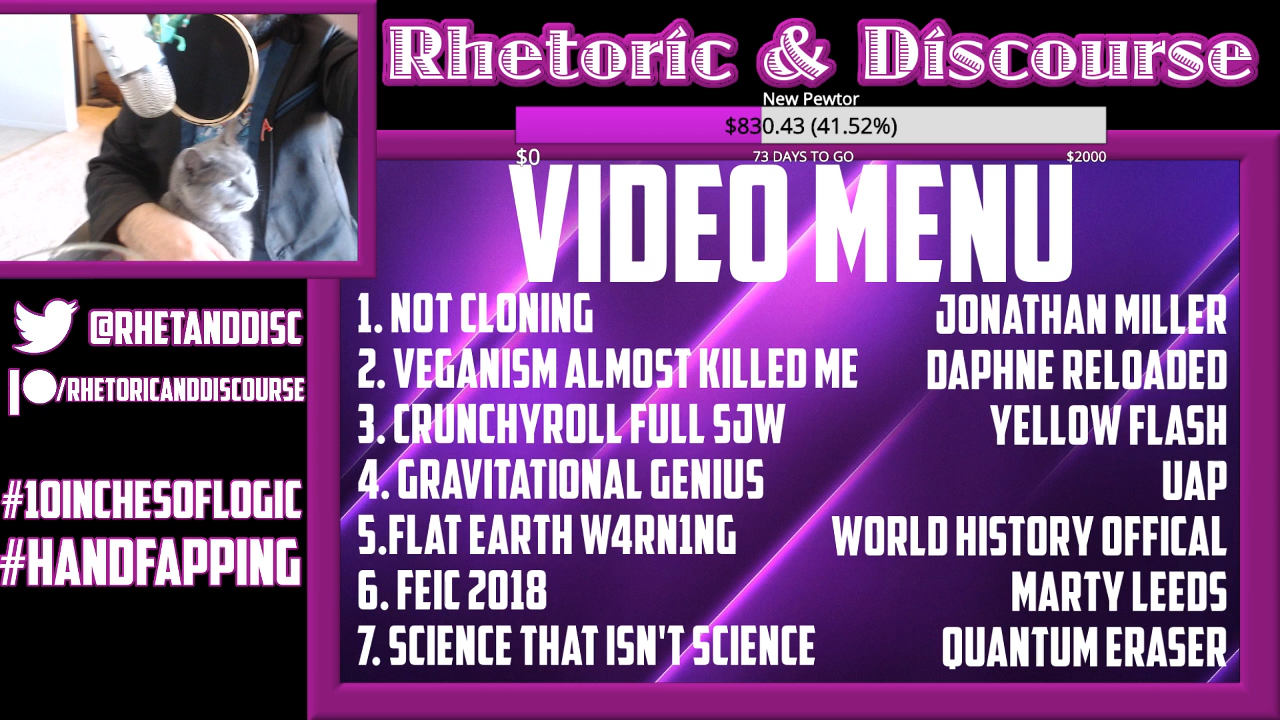 Rhetoríc & Díscourse
New Pewtor
$830.43 (41.52%)
$0 73 DAYS TO GO $2000
VIDEO MENU
1. NOT CLONING JONATHAN MILLER
2. VEGANISM ALMOST KILLED ME DAPHNE RELOADED
3. CRUNCHYROLL FULL SJW YELLOW FLASH
4. GRAVITATIONAL GENIUS UAP
5.FLAT EARTH W4RN1NG WORLD HISTORY OFFICAL
6. FEIC 2018 MARTY LEEDS
7. SCIENCE THAT ISN'T SCIENCE QUANTUM ERASER
@RHETANDDISC
/RHETORICANDDISCOURSE
#10INCHESOFLOGIC
#HANDFAPPING